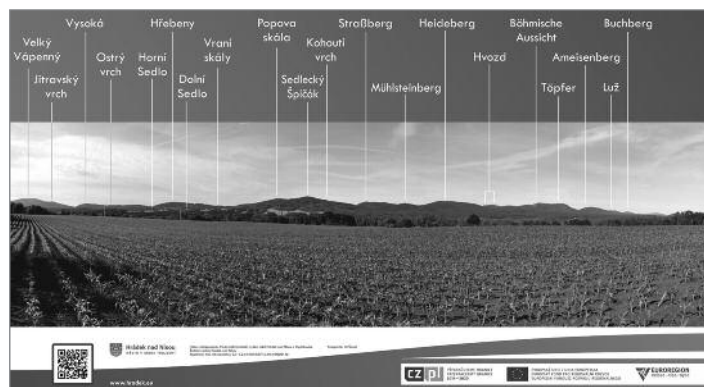 Velký
Vápenný
Jítravský
vrch
Vysoká
Ostrý
vrch
Horní
Sedlo
Hřebeny
Dolní
Sedlo
Vraní
skály
Popova
skála
Sedlecký
Špičák
Kohoutí
vrch
Straßberg
Mühlsteinberg
Heideberg
Hvozd
Böhmische
Aussicht
Töpfer
Ameisenberg
Luž
Buchberg
Hrádek nad Nisou
www.hradek.eu
cz pl
EUROREGION